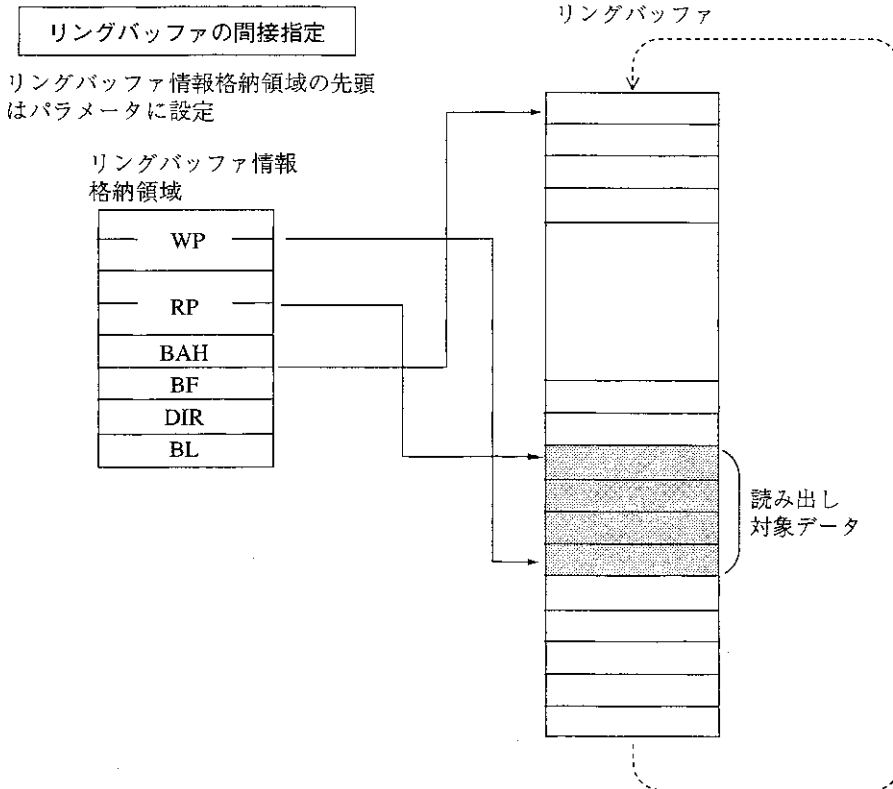 リングバッファの間接指定
リングバッファ情報格納領域の先頭
はパラメータに設定
リングバッファ情報
格納領域
WP
RP
BAH
BF
DIR
BL
リングバッファ
読み出し
対象データ